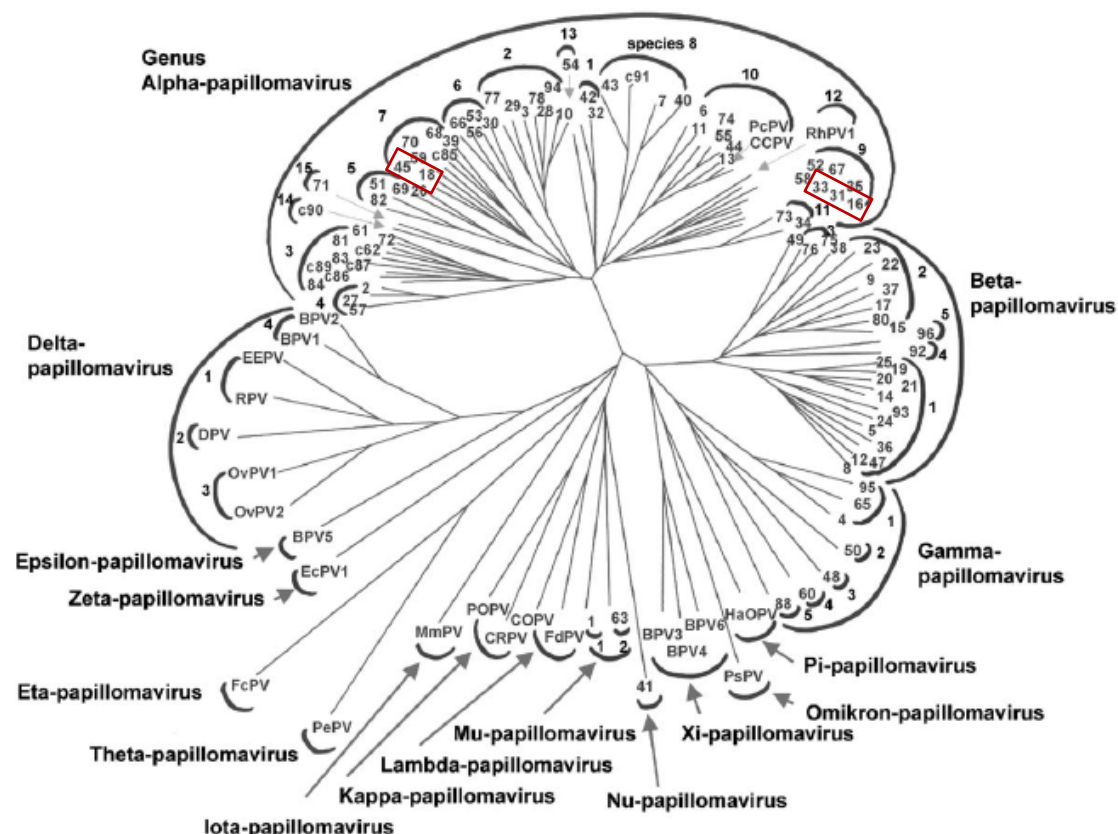 Genus
Alpha-papillomavirus
13
54
2
1
species 8
6
77
29
3
78
94
28
10
42
32
43
c91
7
40
10
6
11
74
55
44
13
PcPV
CCPV
12
RhPV1
9
52
67
58
33
31
35
16
11
73
34
7
70
59
45
18
68
39
c85
66
53
56
30
5
51
82
69
26
15
71
14
c90
3
61
81
72
83
c62
c89
c87
c86
84
4
2
27
57
Beta-
papillomavirus
3
49
75
76
38
23
22
9
37
17
80
15
2
5
96
92
4
25
19
20
21
14
93
24
5
36
12
47
8
1
Delta-
papillomavirus
4
BPV2
BPV1
1
EEPV
RPV
2
DPV
3
OvPV1
OvPV2
Gamma-
papillomavirus
95
65
4
1
50
2
48
3
60
4
88
5
Epsilon-papillomavirus
BPV5
Zeta-papillomavirus
EcPV1
Eta-papillomavirus
FcPV
Theta-papillomavirus
PePV
Iota-papillomavirus
MmPV
Kappa-papillomavirus
POPV
CRPV
Lambda-papillomavirus
COPV
FdPV
Mu-papillomavirus
1
63
1
2
Nu-papillomavirus
41
Xi-papillomavirus
BPV3
BPV4
BPV6
Omikron-papillomavirus
PsPV
Pi-papillomavirus
HaOPV